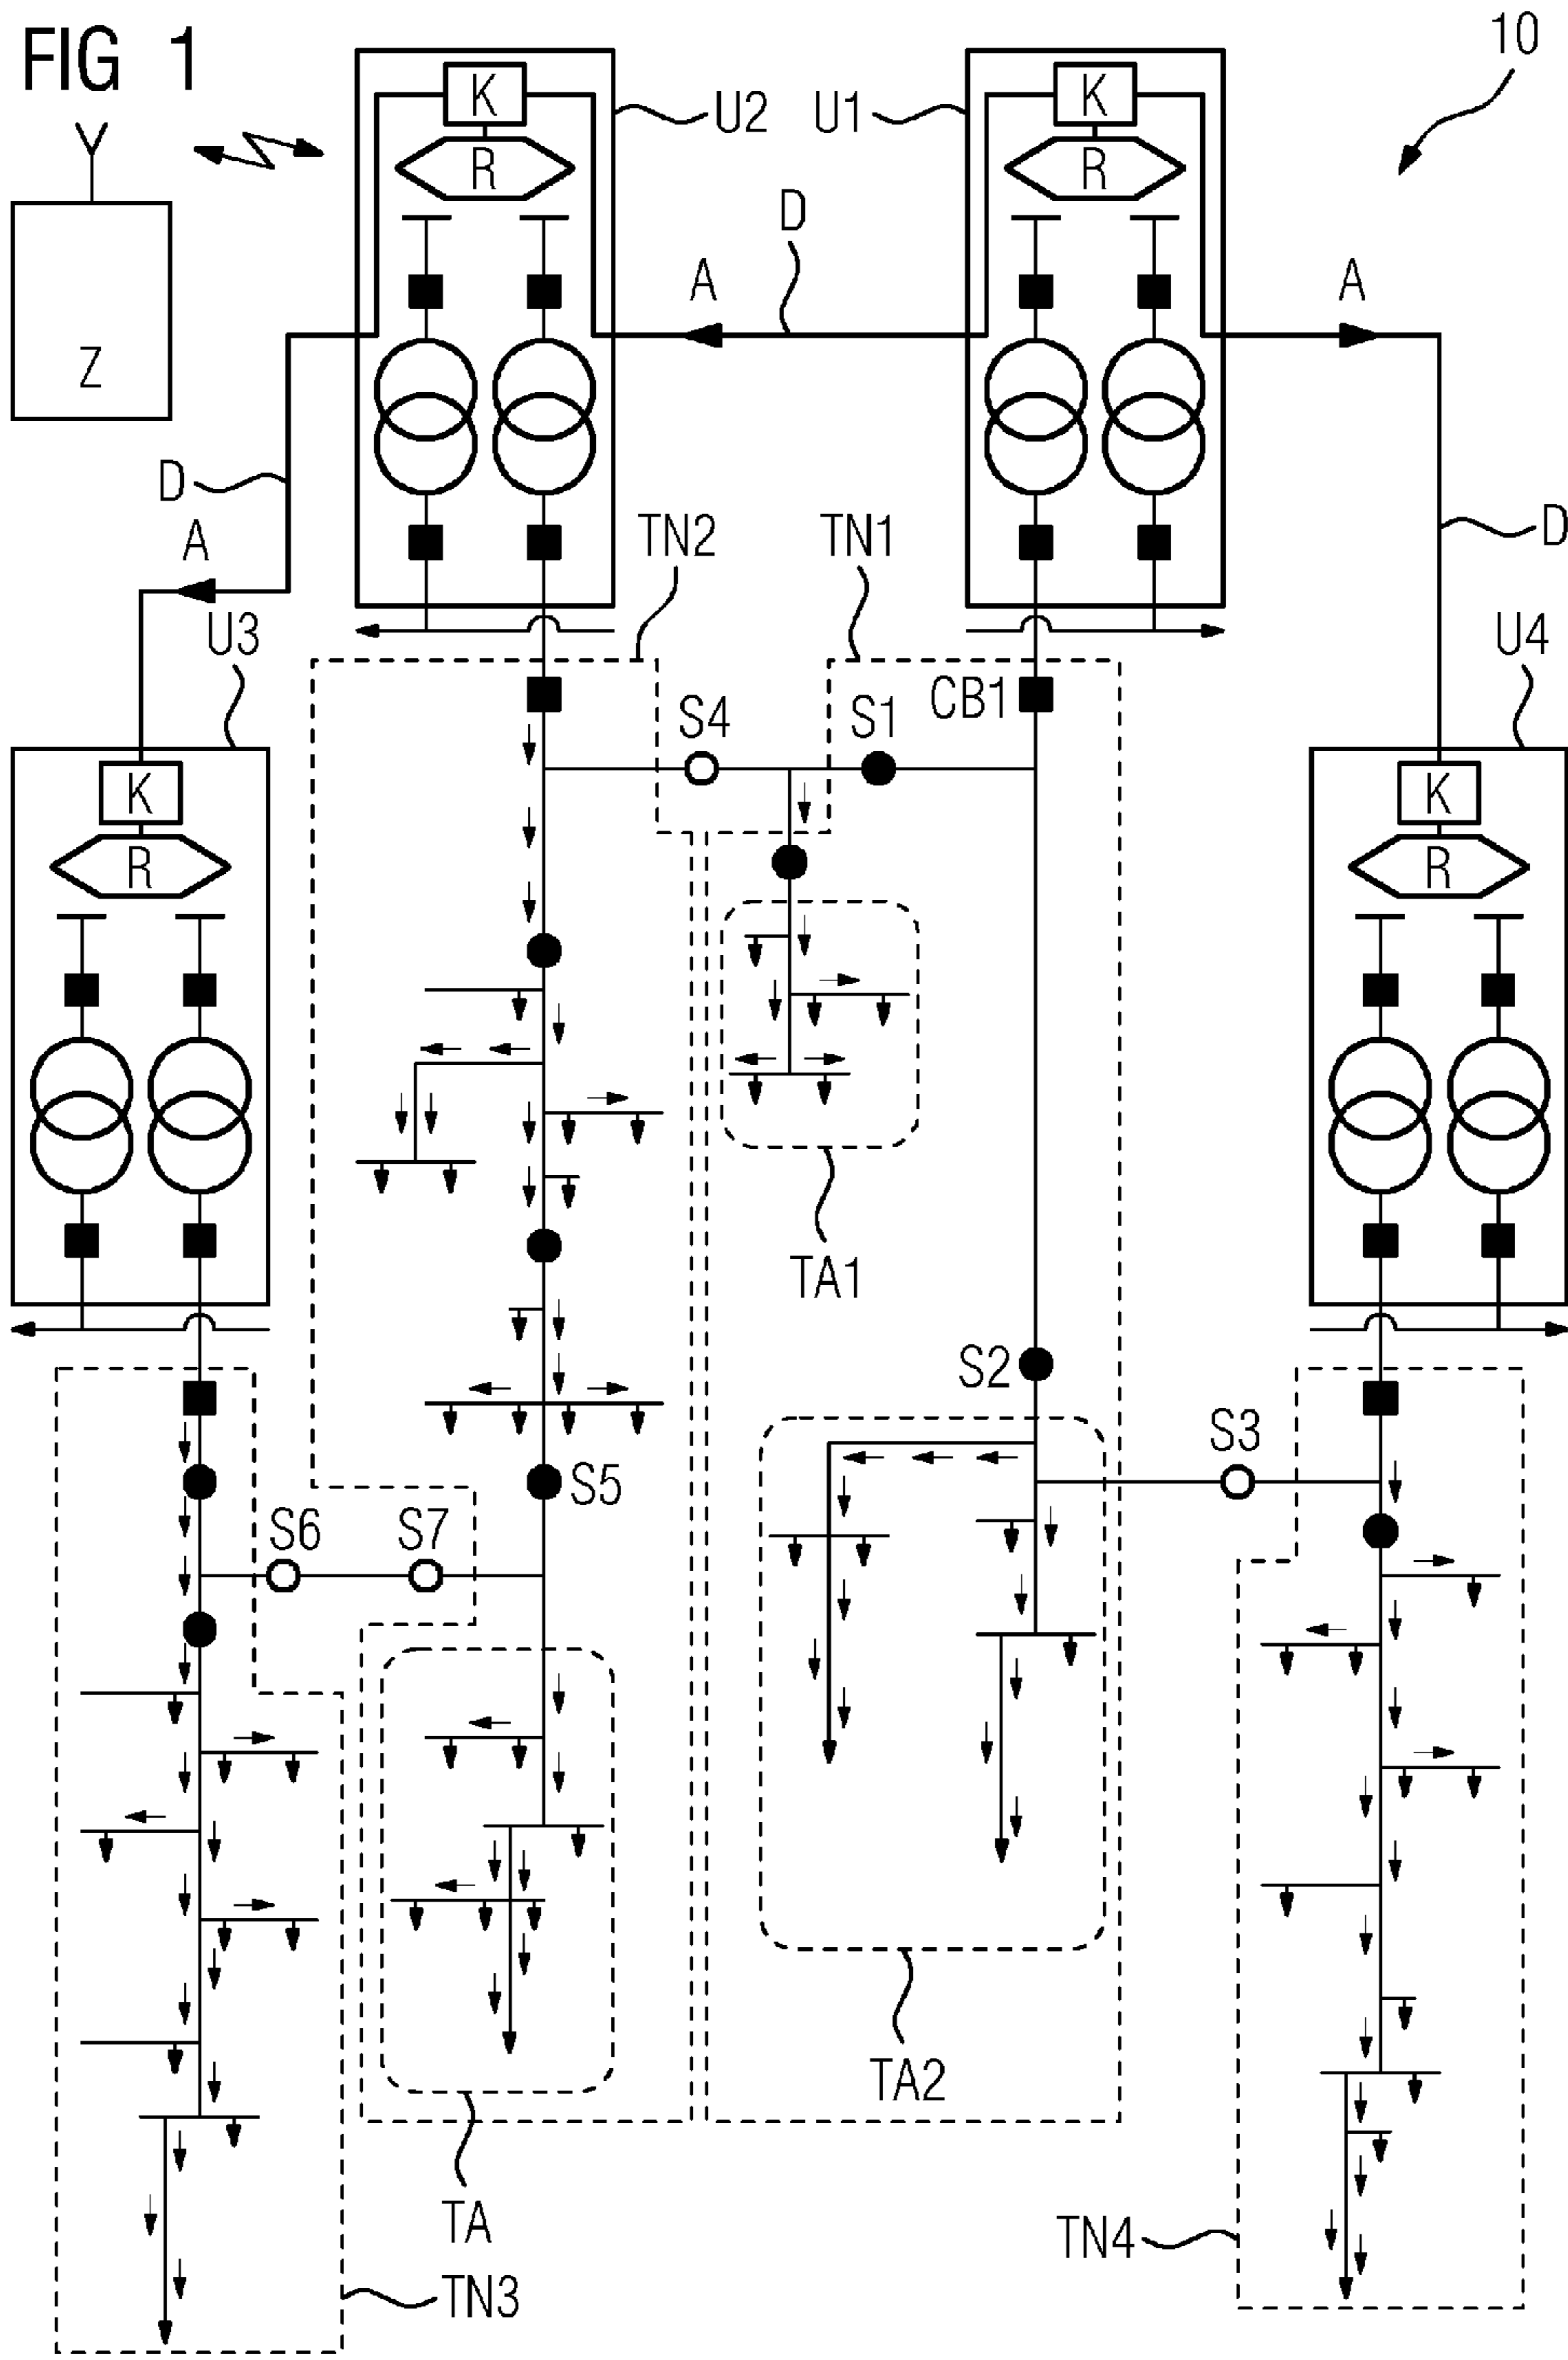 FIG 1
10
K
K
U2
U1
R
R
D
A
A
Z
D
D
A
TN2
TN1
U3
U4
CB1
S4
S1
K
K
R
R
TA1
S2
S3
S5
S6
S7
TA2
TA
TN4
TN3